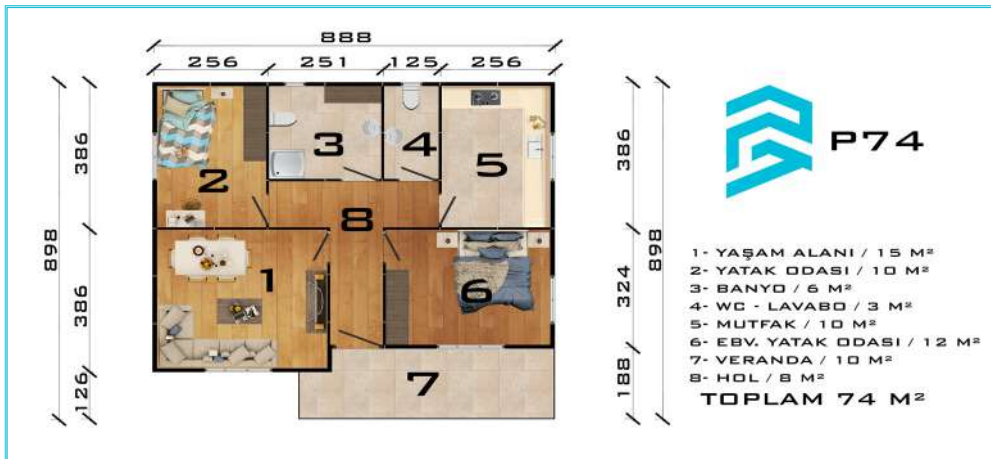 888
256 251 125 256
898
386
386
126
2
3
4
5
8
1
6
7
386
324
188
898
P74
1- YAŞAM ALANI / 15 M²
2- YATAK ODASI / 10 M²
3- BANYO / 6 M²
4- WC - LAVABO / 3 M²
5- MUTFAK / 10 M²
6- EBV. YATAK ODASI / 12 M²
7- VERANDA / 10 M²
8- HOL / 8 M²
TOPLAM 74 M²